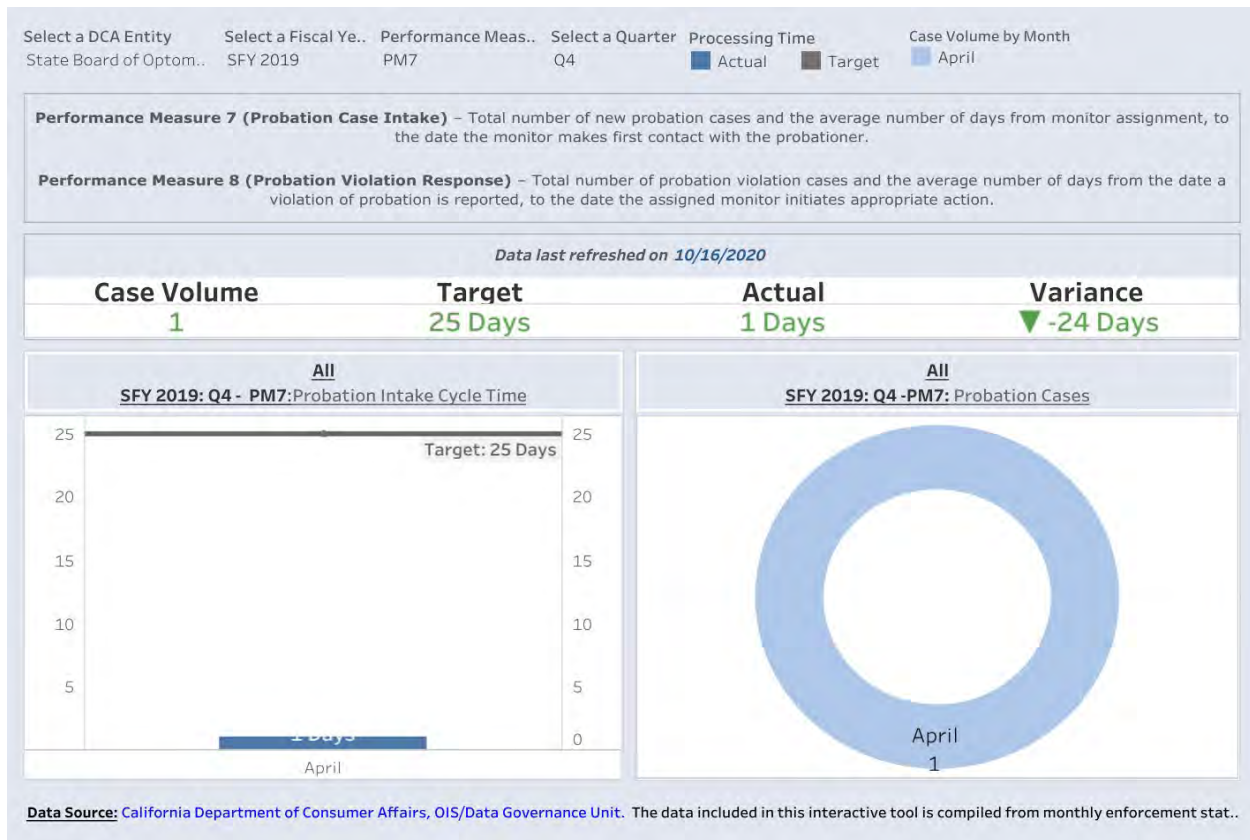 Select a DCA Entity Select a Fiscal Ye.. Performance Meas.. Select a Quarter Processing Time Case Volume by Month
State Board of Optom.. SFY 2019 PM7 Q4 Actual Target April
Performance Measure 7 (Probation Case Intake) – Total number of new probation cases and the average number of days from monitor assignment, to
the date the monitor makes first contact with the probationer.
Performance Measure 8 (Probation Violation Response) – Total number of probation violation cases and the average number of days from the date a
violation of probation is reported, to the date the assigned monitor initiates appropriate action.
Data last refreshed on 10/16/2020
Case Volume Target Actual Variance
1 25 Days 1 Days ▼ -24 Days
All
SFY 2019: Q4 - PM7:Probation Intake Cycle Time
25 25
Target: 25 Days
20 20
15 15
10 10
5 5
1 Days
0
April
All
SFY 2019: Q4 -PM7: Probation Cases
April
1
Data Source: California Department of Consumer Affairs, OIS/Data Governance Unit. The data included in this interactive tool is compiled from monthly enforcement stat..